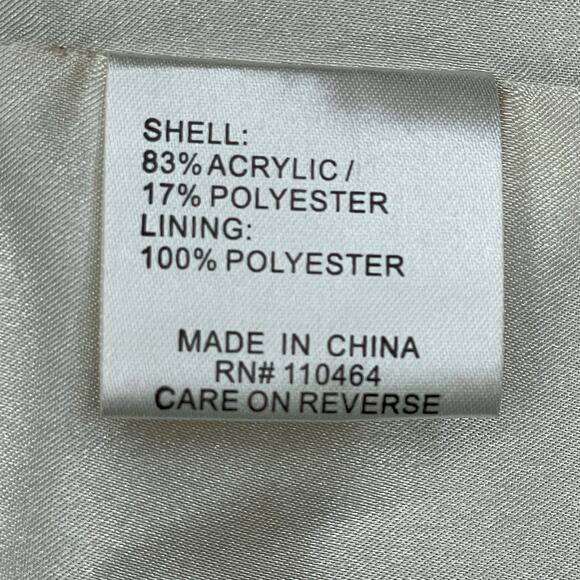 SHELL:
83% ACRYLIC /
17% POLYESTER
LINING:
100% POLYESTER
MADE IN CHINA
RN# 110464
CARE ON REVERSE